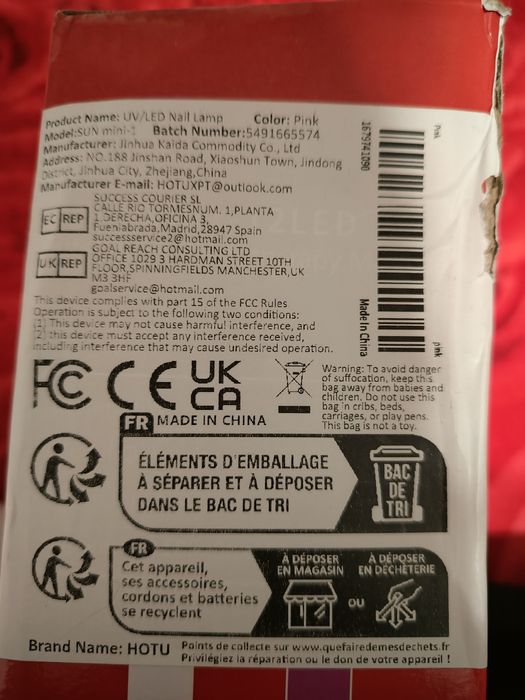 Product Name: UV/LED Nail Lamp Color: Pink
Model:SUN mini-1 Batch Number:5491665574
Manufacturer: Jinhua Kaida Commodity Co., Ltd
Address: NO.188 Jinshan Road, Xiaoshun Town, Jindong
District, Jinhua City, Zhejiang,China
Manufacturer E-mail: HOTUXPT@outlook.com
EC REP
SUCCESS COURIER SL
CALLE RIO TORMESNUM. 1,PLANTA
1,DERECHA,OFICINA 3,
Fuenlabrada,Madrid,28947 Spain
successservice2@hotmail.com
UK REP
GOAL REACH CONSULTING LTD
OFFICE 1029 3 HARDMAN STREET 10TH
FLOOR,SPINNINGFIELDS MANCHESTER,UK
M3 3HF
goalservice@hotmail.com
This device complies with part 15 of the FCC Rules
Operation is subject to the following two conditions:
(1) This device may not cause harmful interference, and
(2) this device must accept any interference received,
including interference that may cause undesired operation.
1679741090
Pink
Made In China
pink
FC CE UK
CA
Warning: To avoid danger
of suffocation, keep this
bag away from babies and
children. Do not use this
bag in cribs, beds,
carriages, or play pens.
This bag is not a toy.
FR MADE IN CHINA
ÉLÉMENTS D'EMBALLAGE
À SÉPARER ET À DÉPOSER
DANS LE BAC DE TRI
BAC
DE
TRI
FR
Cet appareil,
ses accessoires,
cordons et batteries
se recyclent
À DÉPOSER
EN MAGASIN
OU
À DÉPOSER
EN DÉCHÈTERIE
Brand Name: HOTU
Points de collecte sur www.quefairedemesdechets.fr
Privilégiez la réparation ou le don de votre appareil !